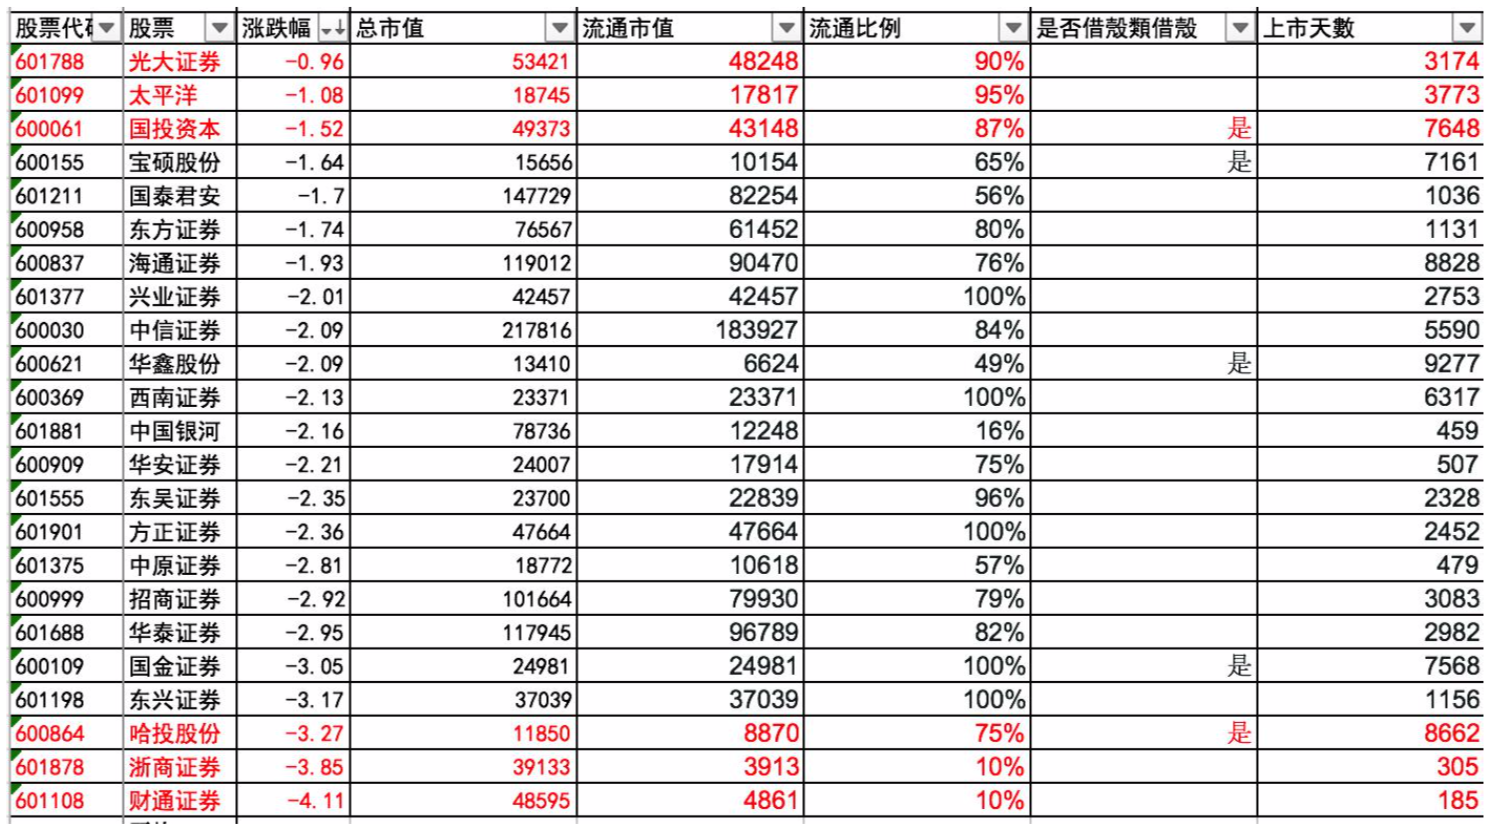 股票代 股票 涨跌幅 总市值 流通市值 流通比例 是否借殼類借殼 上市天數
601788 光大证券 -0.96 53421 48248 90% 3174
601099 太平洋 -1.08 18745 17817 95% 3773
600061 国投资本 -1.52 49373 43148 87% 是 7648
600155 宝硕股份 -1.64 15656 10154 65% 是 7161
601211 国泰君安 -1.7 147729 82254 56% 1036
600958 东方证券 -1.74 76567 61452 80% 1131
600837 海通证券 -1.93 119012 90470 76% 8828
601377 兴业证券 -2.01 42457 42457 100% 2753
600030 中信证券 -2.09 217816 183927 84% 5590
600621 华鑫股份 -2.09 13410 6624 49% 是 9277
600369 西南证券 -2.13 23371 23371 100% 6317
601881 中国银河 -2.16 78736 12248 16% 459
600909 华安证券 -2.21 24007 17914 75% 507
601555 东吴证券 -2.35 23700 22839 96% 2328
601901 方正证券 -2.36 47664 47664 100% 2452
601375 中原证券 -2.81 18772 10618 57% 479
600999 招商证券 -2.92 101664 79930 79% 3083
601688 华泰证券 -2.95 117945 96789 82% 2982
600109 国金证券 -3.05 24981 24981 100% 是 7568
601198 东兴证券 -3.17 37039 37039 100% 1156
600864 哈投股份 -3.27 11850 8870 75% 是 8662
601878 浙商证券 -3.85 39133 3913 10% 305
601108 财通证券 -4.11 48595 4861 10% 185